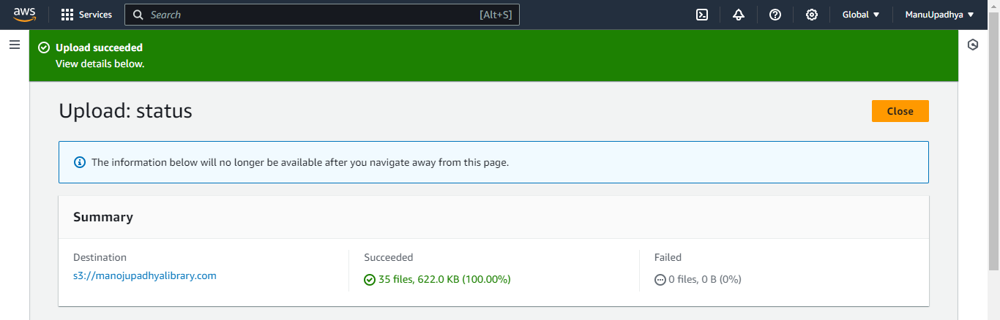 aws Services Search [Alt+S] Global ManuUpadhya
Upload succeeded
View details below.
Upload: status
Close
The information below will no longer be available after you navigate away from this page.
Summary
Destination
s3://manojupadhyalibrary.com
Succeeded
35 files, 622.0 KB (100.00%)
Failed
0 files, 0 B (0%)